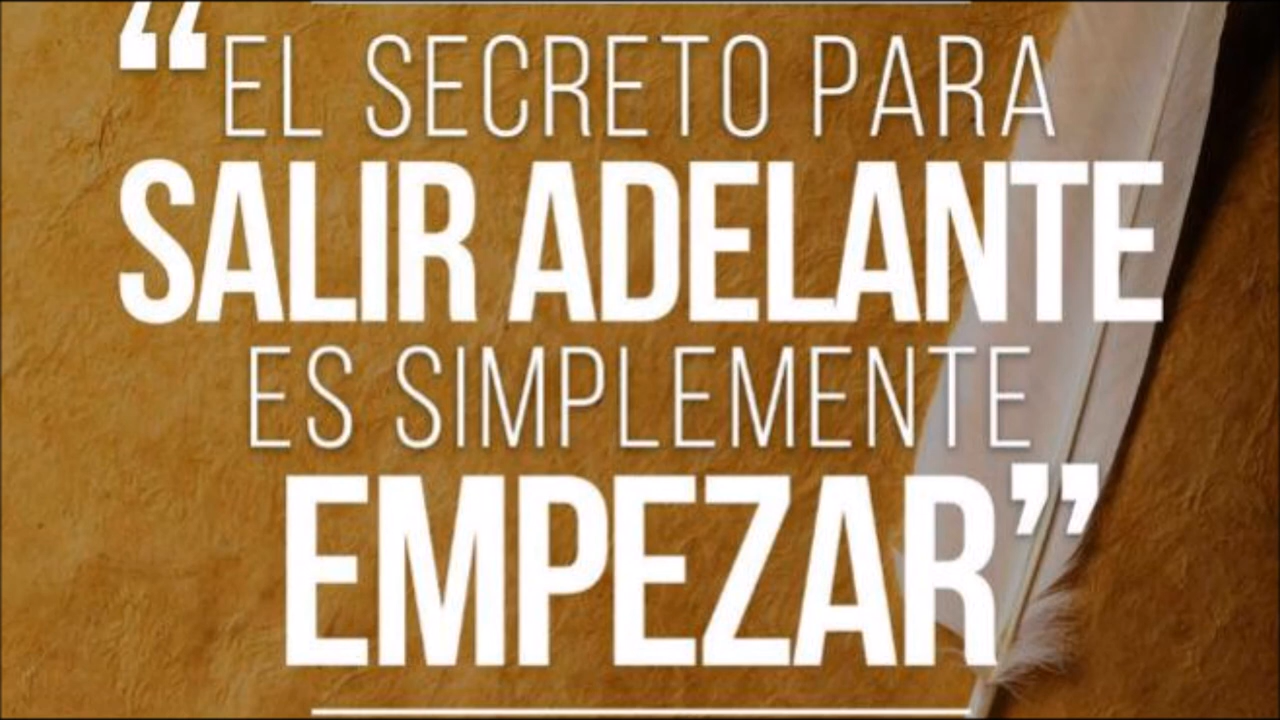 “EL SECRETO PARA
SALIR ADELANTE
ES SIMPLEMENTE
EMPEZAR”